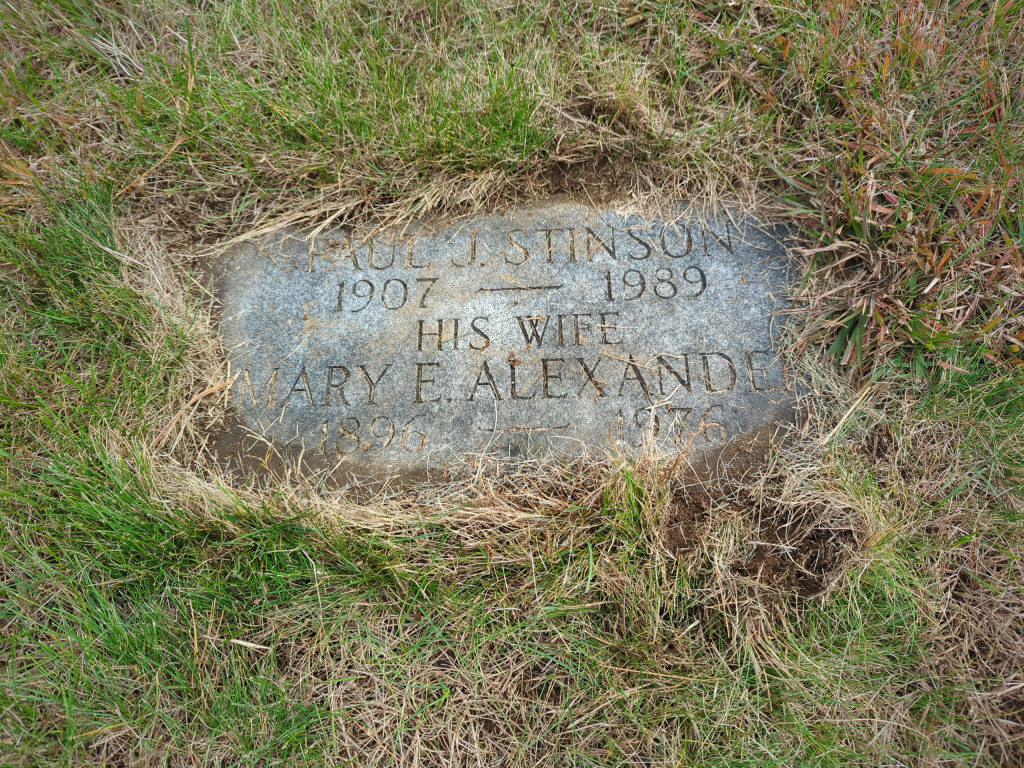 PAUL J. STINSON
1907 — 1989
HIS WIFE
MARY E. ALEXANDER
1896 — 1976